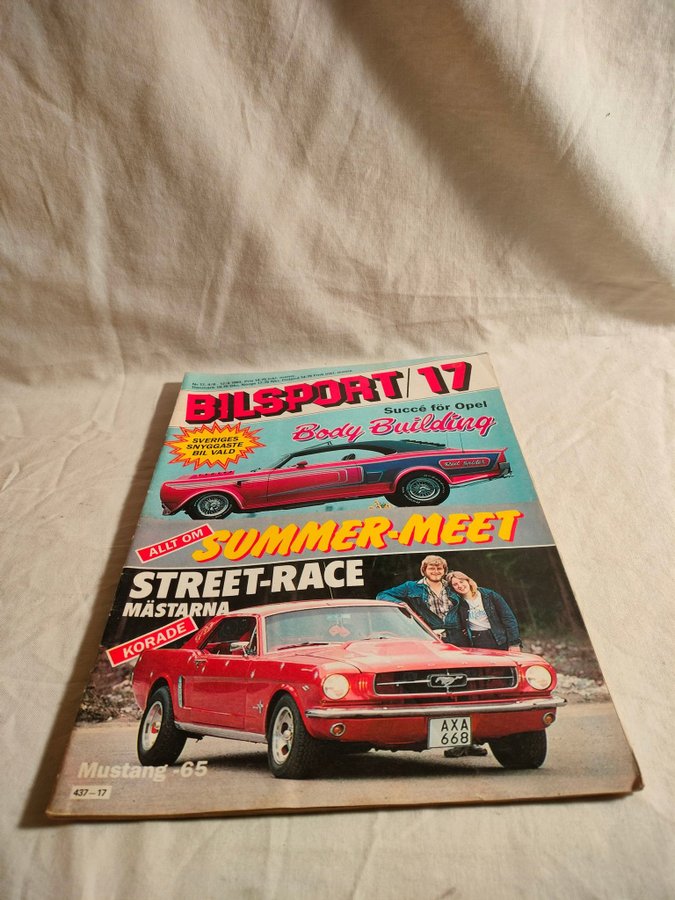 BILSPORT/17
Succé för Opel
SVERIGES
SNYGGASTE
BIL VALD
Body Building
ALLT OM
SUMMER-MEET
STREET-RACE
MÄSTARNA
KORADE
AXA
668
Mustang -65
437-17